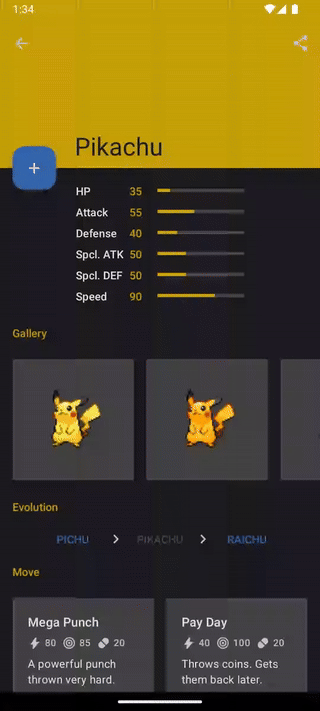 1:34
Pikachu
HP 35
Attack 55
Defense 40
Spcl. ATK 50
Spcl. DEF 50
Speed 90
Gallery
Evolution
PICHU > PIKACHU > RAICHU
Move
Mega Punch
80 85 20
A powerful punch
thrown very hard.
Pay Day
40 100 20
Throws coins. Gets
them back later.